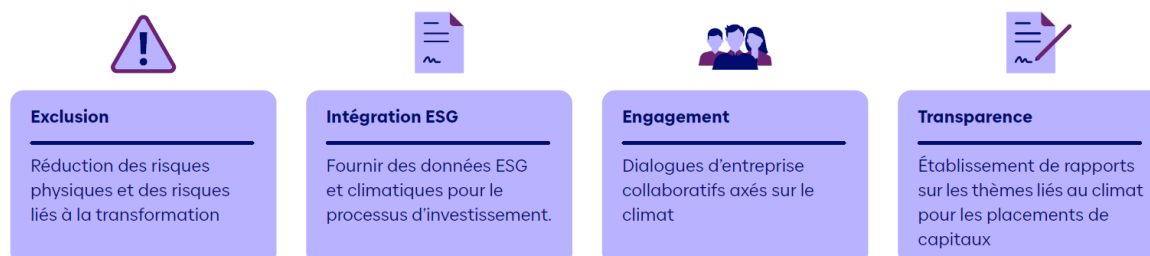 Exclusion
Réduction des risques
physiques et des risques
liés à la transformation
Intégration ESG
Fournir des données ESG
et climatiques pour le
processus d’investissement.
Engagement
Dialogues d’entreprise
collaboratifs axés sur le
climat
Transparence
Établissement de rapports
sur les thèmes liés au climat
pour les placements de
capitaux